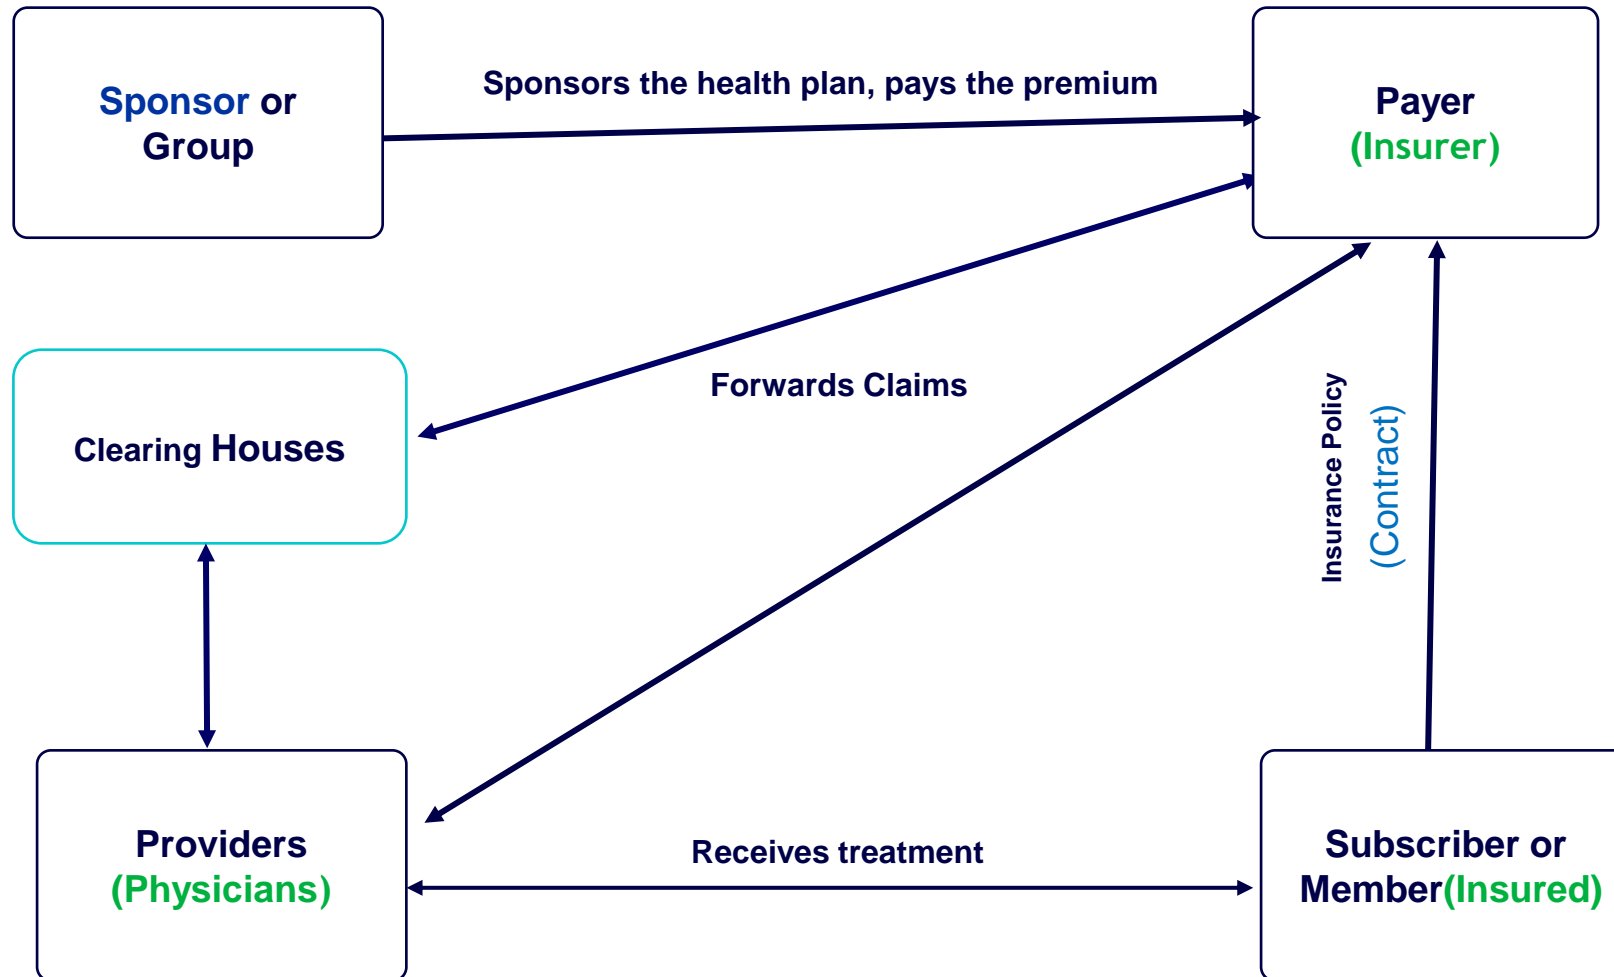 Sponsor or
Group
Sponsors the health plan, pays the premium
Payer
(Insurer)
Clearing Houses
Forwards Claims
Insurance Policy
(Contract)
Providers
(Physicians)
Receives treatment
Subscriber or
Member(Insured)